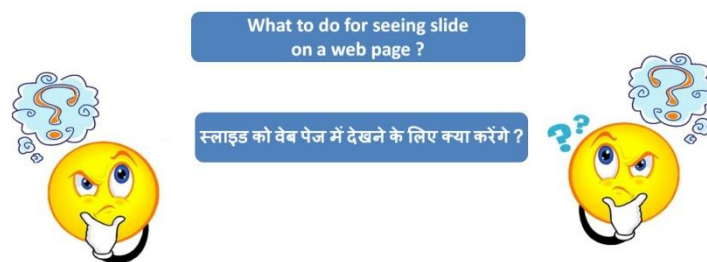 What to do for seeing slide
on a web page ?
स्लाइड को वेब पेज में देखने के लिए क्या करेंगे ?